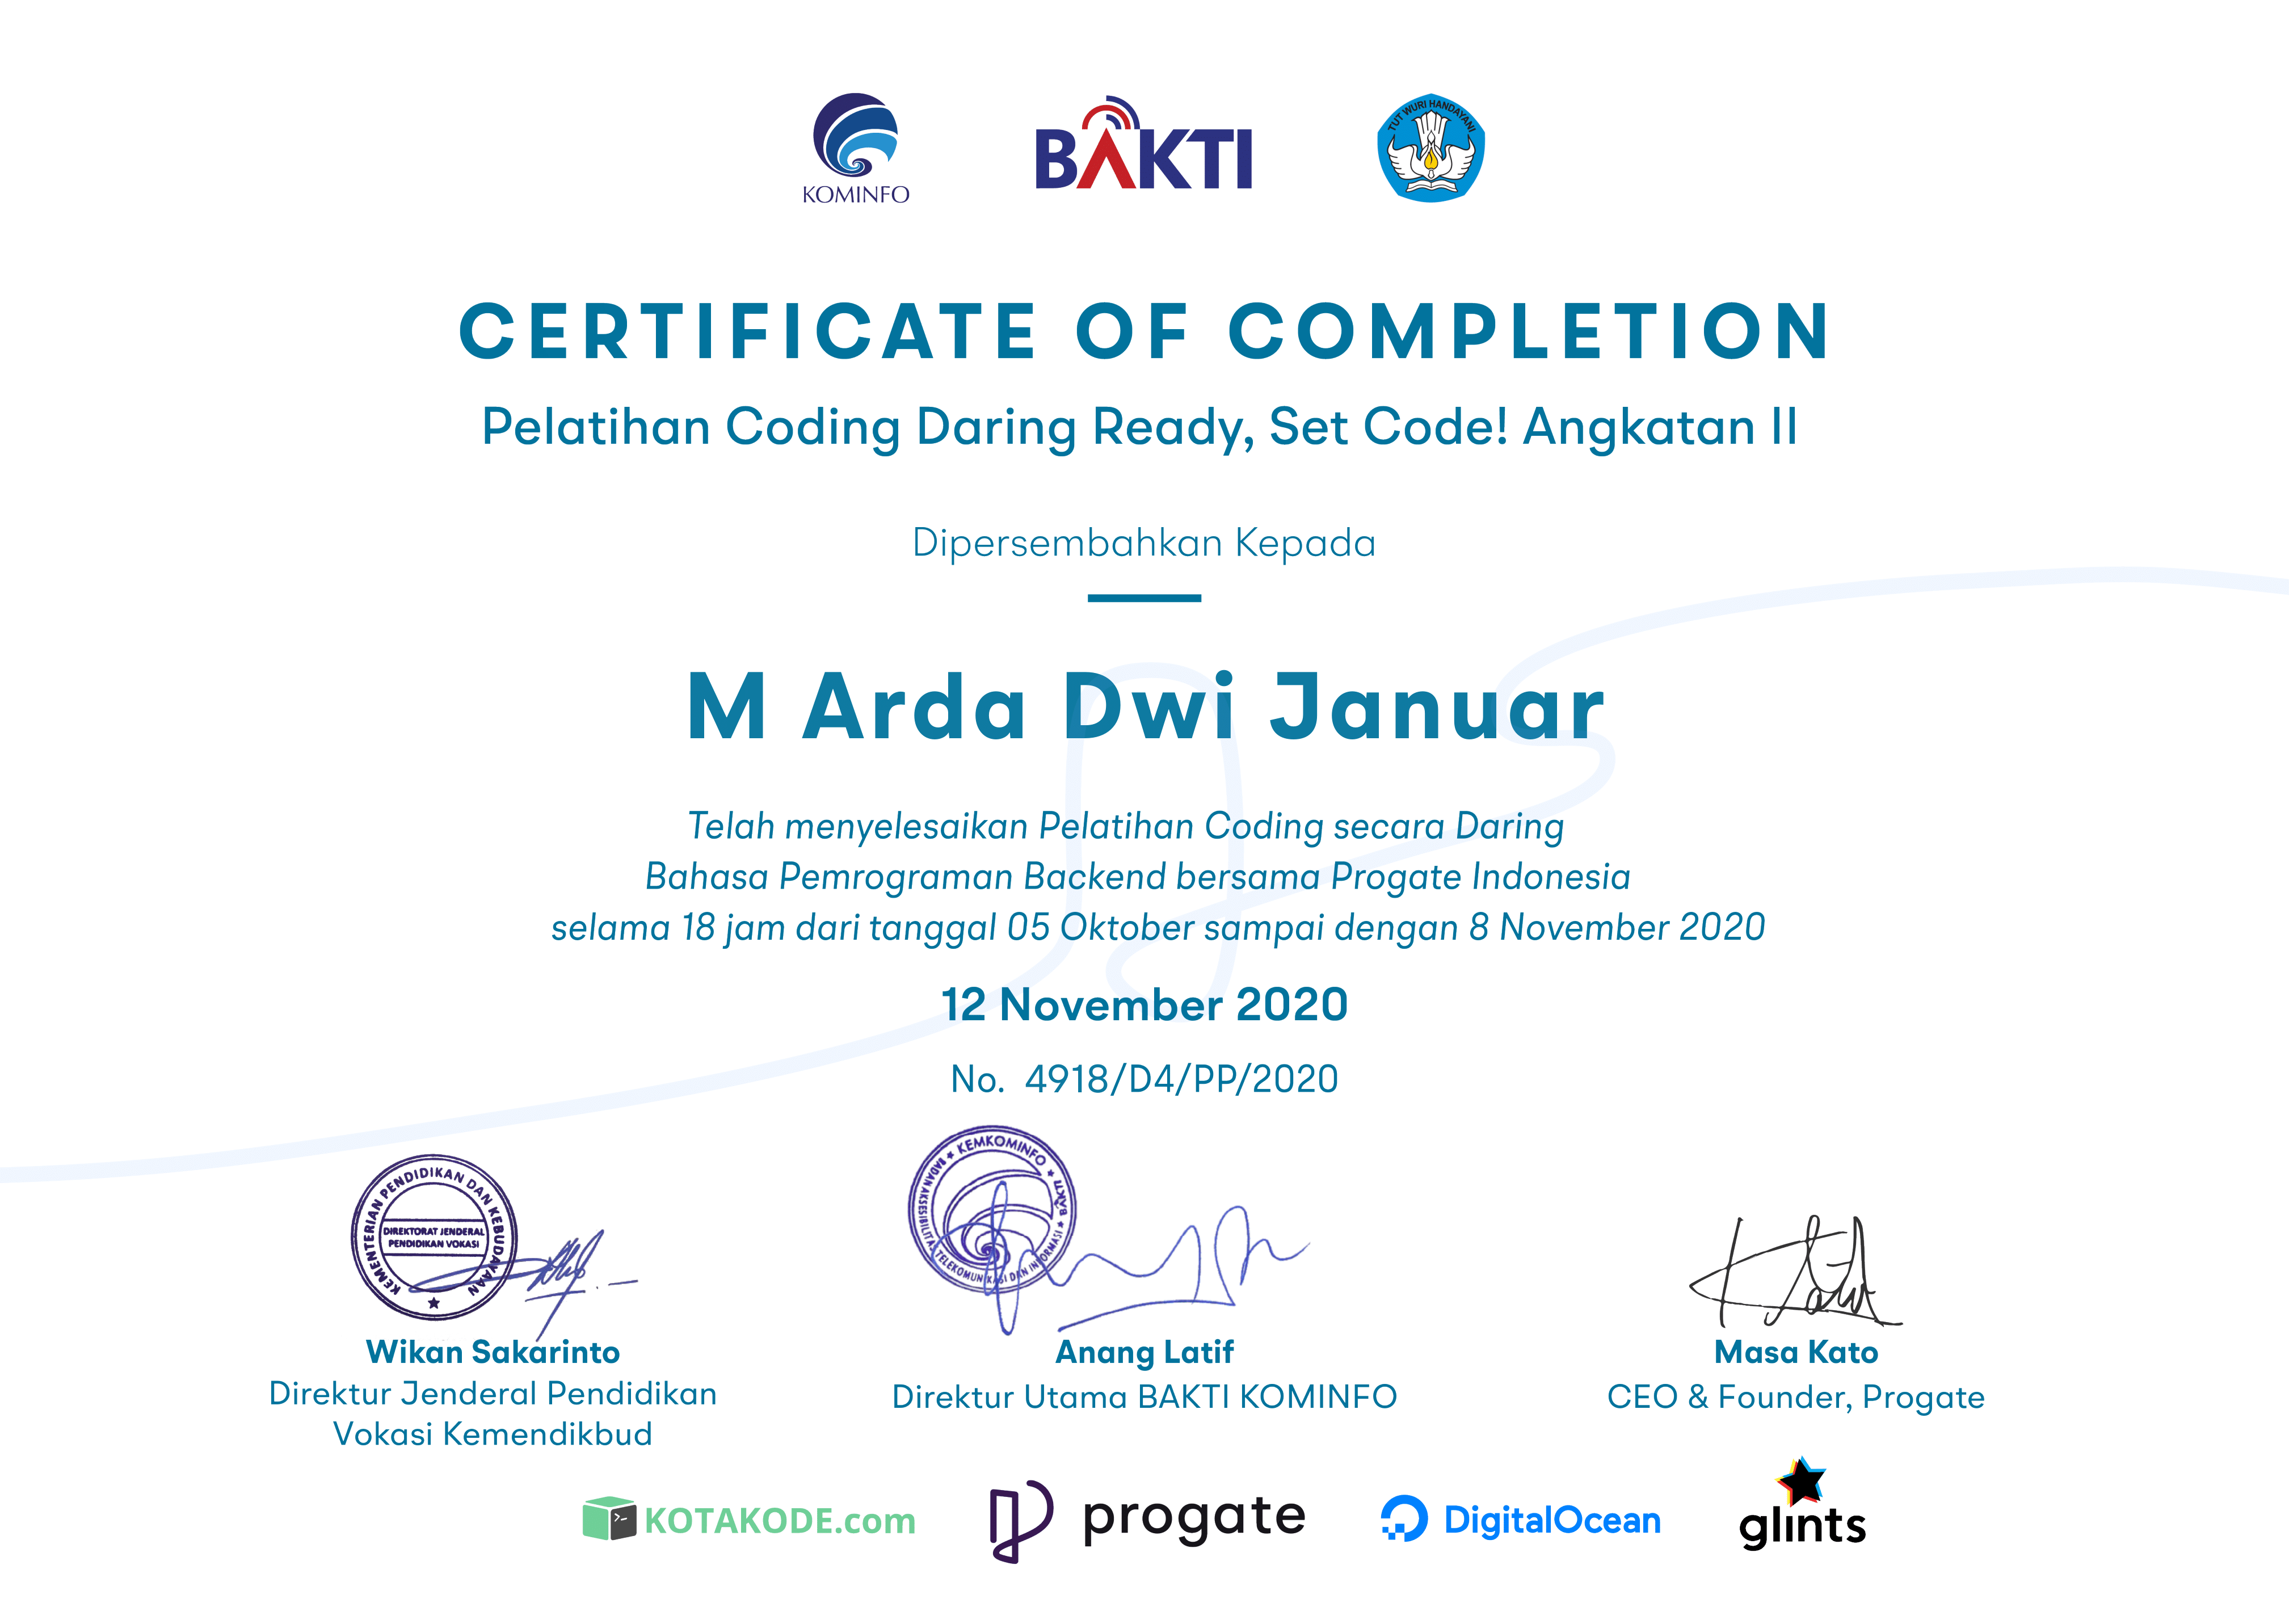 KOMINFO
BAKTI
TUT WURI HANDAYANI
CERTIFICATE OF COMPLETION
Pelatihan Coding Daring Ready, Set Code! Angkatan II
Dipersembahkan Kepada
M Arda Dwi Januar
Telah menyelesaikan Pelatihan Coding secara Daring
Bahasa Pemrograman Backend bersama Progate Indonesia
selama 18 jam dari tanggal 05 Oktober sampai dengan 8 November 2020
12 November 2020
No. 4918/D4/PP/2020
KEMENTERIAN PENDIDIKAN DAN KEBUDAYAAN
DIREKTORAT JENDERAL
PENDIDIKAN VOKASI
KEMKOMINFO ★ BAKTI ★
BADAN AKSESIBILITAS TELEKOMUNIKASI DAN INFORMASI
Wikan Sakarinto
Direktur Jenderal Pendidikan
Vokasi Kemendikbud
Anang Latif
Direktur Utama BAKTI KOMINFO
Masa Kato
CEO & Founder, Progate
KOTAKODE.com
progate
DigitalOcean
glints